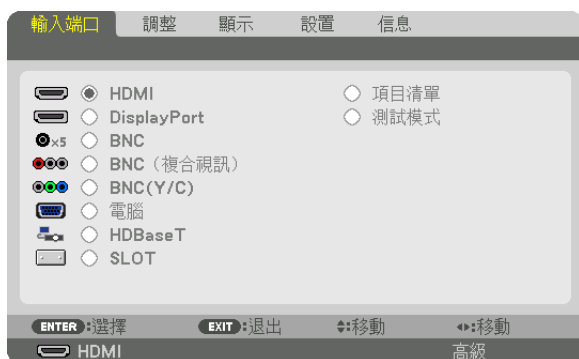 輸入端口 調整 顯示 設置 信息
HDMI 項目清單
DisplayPort 測試模式
×5 BNC
BNC（複合視訊）
BNC(Y/C)
電腦
HDBaseT
SLOT
ENTER:選擇 EXIT:退出 :移動 :移動
HDMI 高級